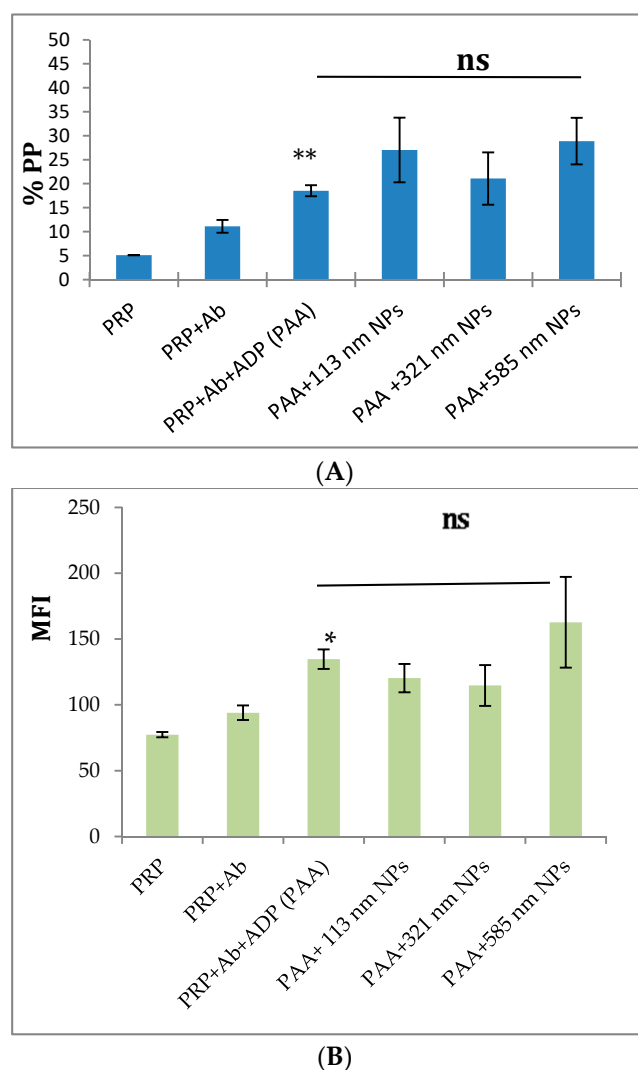 50
45
40
35
30
25
20
15
10
5
0
% PP
ns
**
PRP
PRP+Ab
PRP+Ab+ADP (PAA)
PAA+113 nm NPs
PAA +321 nm NPs
PAA+585 nm NPs
(A)
250
200
150
100
50
0
MFI
ns
*
PRP
PRP+Ab
PRP+Ab+ADP (PAA)
PAA+ 113 nm NPs
PAA+321 nm NPs
PAA+585 nm NPs
(B)